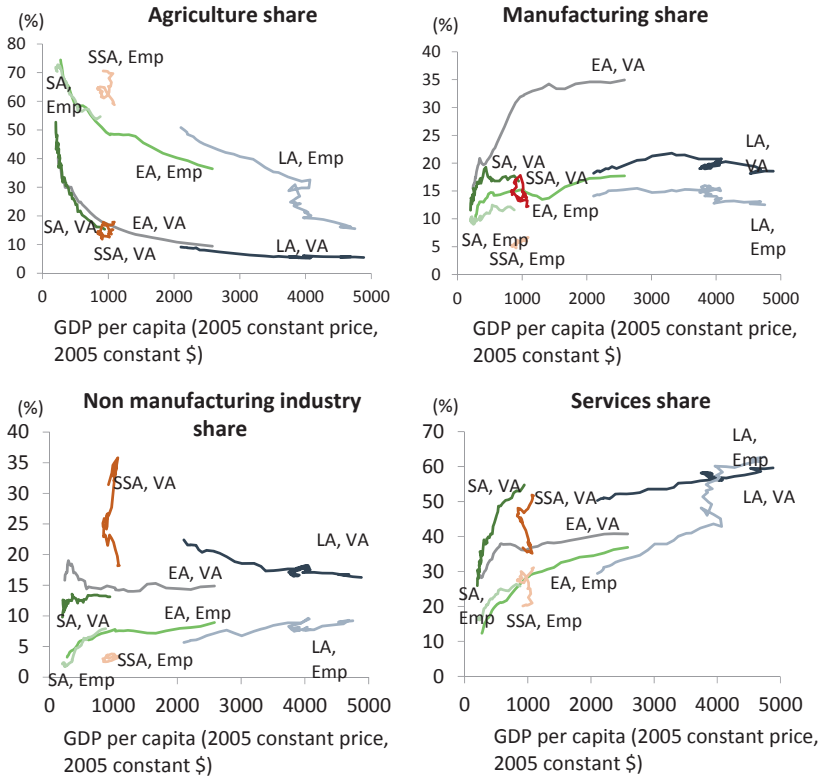 Agriculture share
(%)
80
70
60
50
40
30
20
10
0
SSA, Emp
SA,
Emp
LA, Emp
EA, Emp
SA, VA
EA, VA
SSA, VA
LA, VA
0 1000 2000 3000 4000 5000
GDP per capita (2005 constant price,
2005 constant $)
Manufacturing share
(%)
40
35
30
25
20
15
10
5
0
EA, VA
LA,
VA
SA, VA
SSA, VA
EA, Emp
SA, Emp
SSA, Emp
LA,
Emp
0 1000 2000 3000 4000 5000
GDP per capita (2005 constant price,
2005 constant $)
Non manufacturing industry
share
(%)
40
35
30
25
20
15
10
5
0
SSA, VA
LA, VA
EA, VA
SA, VA
EA, Emp
SSA, Emp
SA, Emp
LA,
Emp
0 1000 2000 3000 4000 5000
GDP per capita (2005 constant price,
2005 constant $)
Services share
(%)
70
60
50
40
30
20
10
0
LA,
Emp
SA, VA
SSA, VA
LA, VA
EA, VA
SA,
Emp
EA, Emp
SSA, Emp
0 1000 2000 3000 4000 5000
GDP per capita (2005 constant price,
2005 constant $)